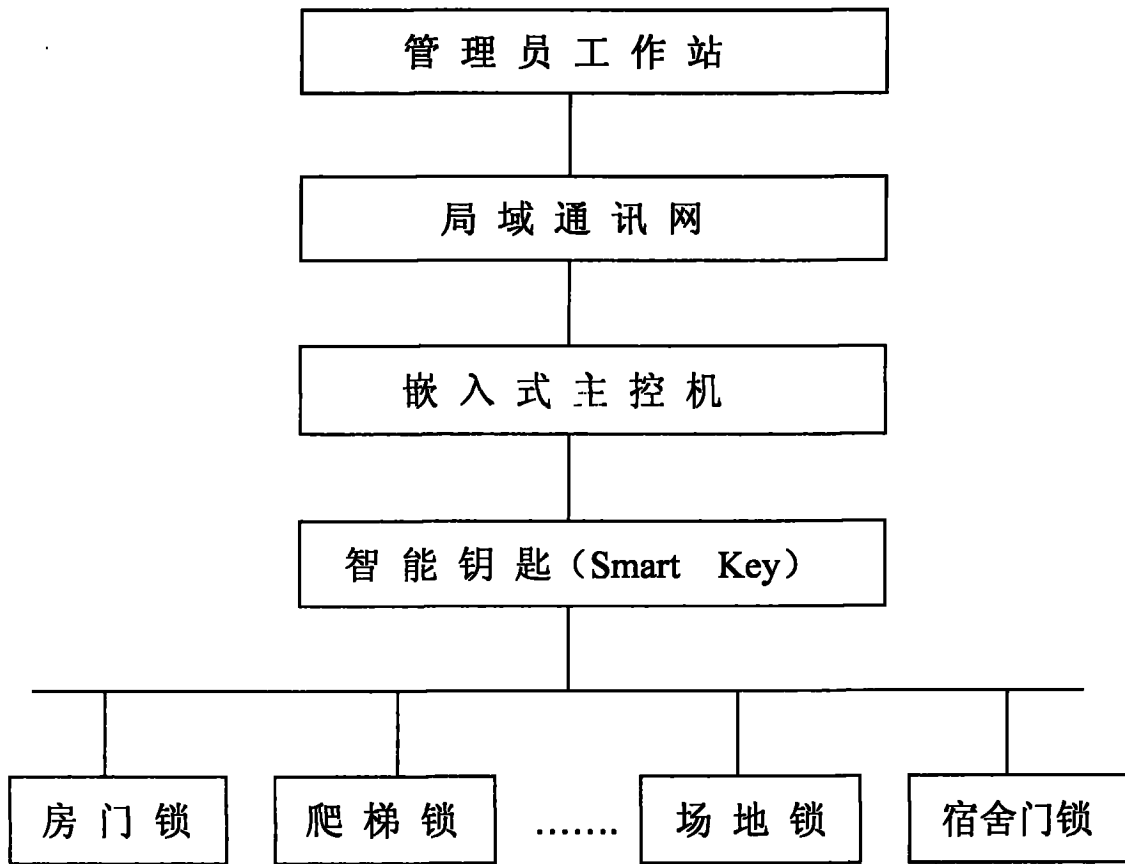 管理员工作站
局域通讯网
嵌入式主控机
智能钥匙（Smart Key）
房门锁 爬梯锁 ....... 场地锁 宿舍门锁